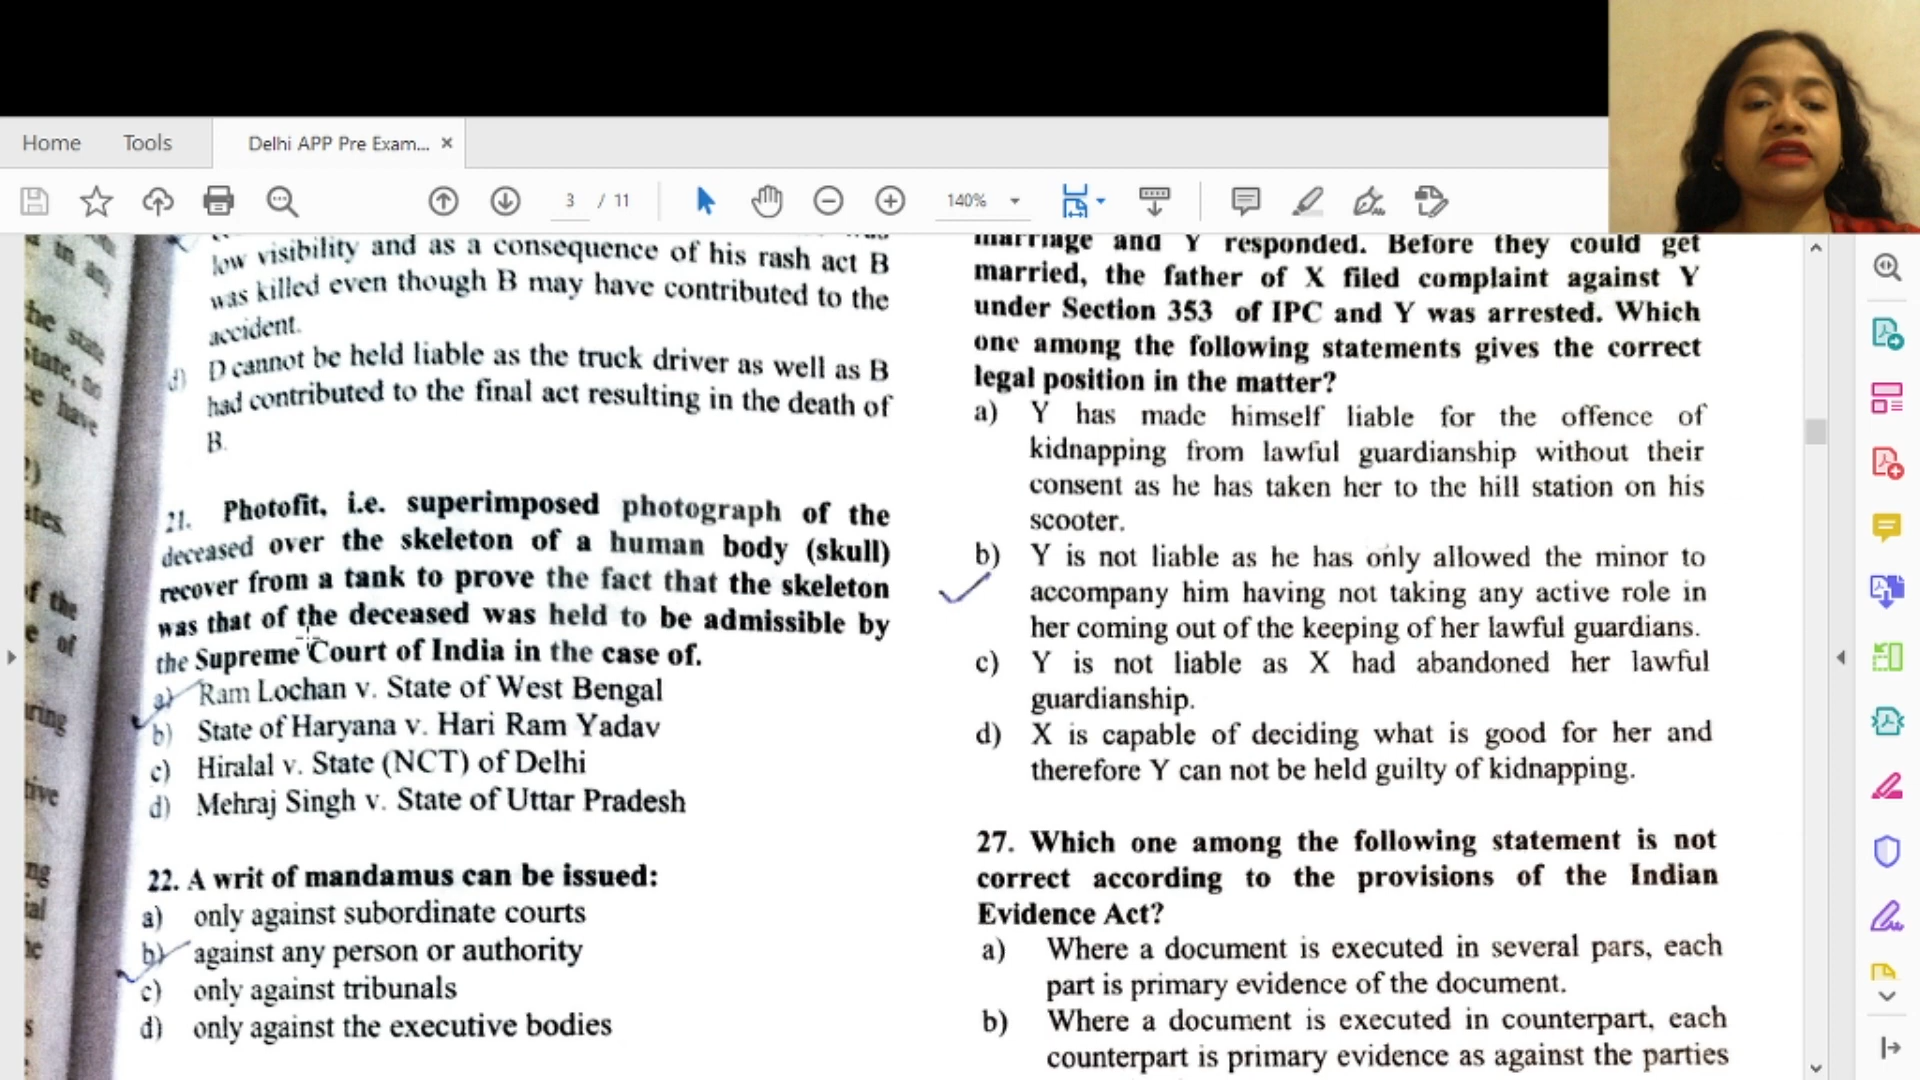 Home
Tools
Delhi APP Pre Exam...
3 / 11
140%
in any
he state
State, no
e have
ates.
of the
e of
low visibility and as a consequence of his rash act B
was killed even though B may have contributed to the
accident.
d) D cannot be held liable as the truck driver as well as B
had contributed to the final act resulting in the death of
B.
21. Photofit, i.e. superimposed photograph of the
deceased over the skeleton of a human body (skull)
recover from a tank to prove the fact that the skeleton
was that of the deceased was held to be admissible by
the Supreme Court of India in the case of.
a) Ram Lochan v. State of West Bengal
b) State of Haryana v. Hari Ram Yadav
c) Hiralal v. State (NCT) of Delhi
d) Mehraj Singh v. State of Uttar Pradesh
22. A writ of mandamus can be issued:
a) only against subordinate courts
b) against any person or authority
c) only against tribunals
d) only against the executive bodies
marriage and Y responded. Before they could get
married, the father of X filed complaint against Y
under Section 353 of IPC and Y was arrested. Which
one among the following statements gives the correct
legal position in the matter?
a) Y has made himself liable for the offence of
kidnapping from lawful guardianship without their
consent as he has taken her to the hill station on his
scooter.
b) Y is not liable as he has only allowed the minor to
accompany him having not taking any active role in
her coming out of the keeping of her lawful guardians.
c) Y is not liable as X had abandoned her lawful
guardianship.
d) X is capable of deciding what is good for her and
therefore Y can not be held guilty of kidnapping.
27. Which one among the following statement is not
correct according to the provisions of the Indian
Evidence Act?
a) Where a document is executed in several pars, each
part is primary evidence of the document.
b) Where a document is executed in counterpart, each
counterpart is primary evidence as against the parties